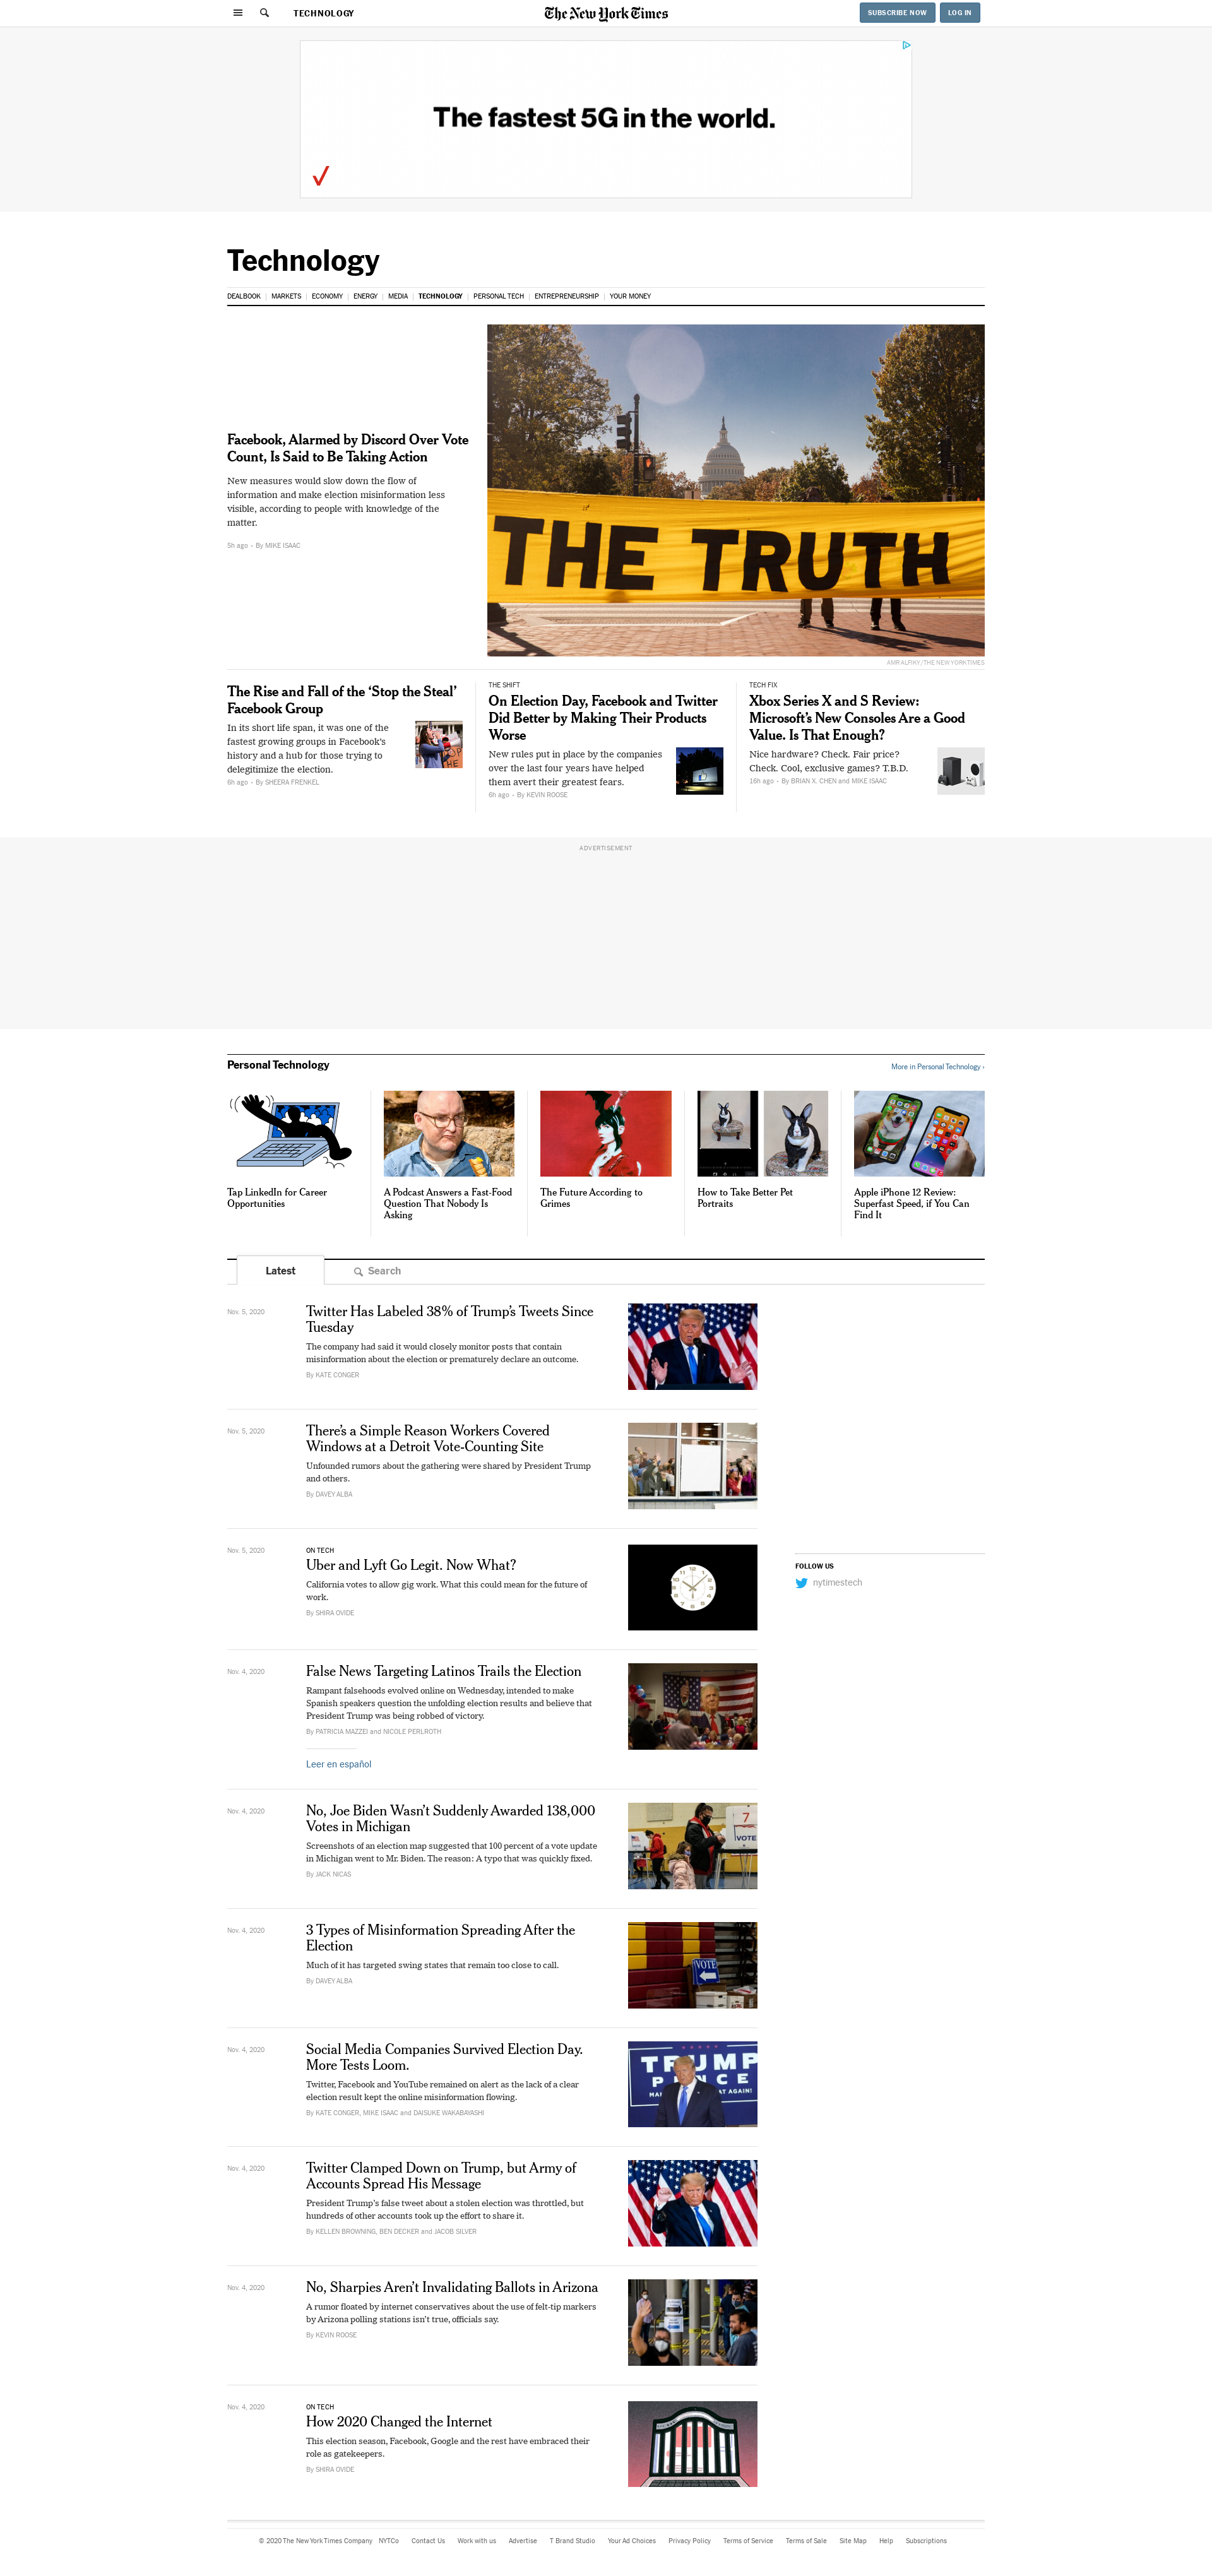 TECHNOLOGY
The New York Times
SUBSCRIBE NOW
LOG IN
The fastest 5G in the world.
Technology
DEALBOOK | MARKETS | ECONOMY | ENERGY | MEDIA | TECHNOLOGY | PERSONAL TECH | ENTREPRENEURSHIP | YOUR MONEY
Facebook, Alarmed by Discord Over Vote
Count, Is Said to Be Taking Action
New measures would slow down the flow of
information and make election misinformation less
visible, according to people with knowledge of the
matter.
5h ago • By MIKE ISAAC
THE TRUTH
AMR ALFIKY/THE NEW YORK TIMES
The Rise and Fall of the ‘Stop the Steal’
Facebook Group
In its short life span, it was one of the
fastest growing groups in Facebook's
history and a hub for those trying to
delegitimize the election.
6h ago • By SHEERA FRENKEL
THE SHIFT
On Election Day, Facebook and Twitter
Did Better by Making Their Products
Worse
New rules put in place by the companies
over the last four years have helped
them avert their greatest fears.
6h ago • By KEVIN ROOSE
TECH FIX
Xbox Series X and S Review:
Microsoft’s New Consoles Are a Good
Value. Is That Enough?
Nice hardware? Check. Fair price?
Check. Cool, exclusive games? T.B.D.
16h ago • By BRIAN X. CHEN and MIKE ISAAC
ADVERTISEMENT
Personal Technology
More in Personal Technology ›
Tap LinkedIn for Career
Opportunities
A Podcast Answers a Fast-Food
Question That Nobody Is
Asking
The Future According to
Grimes
How to Take Better Pet
Portraits
Apple iPhone 12 Review:
Superfast Speed, if You Can
Find It
Latest
Search
Nov. 5, 2020
Twitter Has Labeled 38% of Trump’s Tweets Since
Tuesday
The company had said it would closely monitor posts that contain
misinformation about the election or prematurely declare an outcome.
By KATE CONGER
Nov. 5, 2020
There’s a Simple Reason Workers Covered
Windows at a Detroit Vote-Counting Site
Unfounded rumors about the gathering were shared by President Trump
and others.
By DAVEY ALBA
Nov. 5, 2020
ON TECH
Uber and Lyft Go Legit. Now What?
California votes to allow gig work. What this could mean for the future of
work.
By SHIRA OVIDE
FOLLOW US
nytimestech
Nov. 4, 2020
False News Targeting Latinos Trails the Election
Rampant falsehoods evolved online on Wednesday, intended to make
Spanish speakers question the unfolding election results and believe that
President Trump was being robbed of victory.
By PATRICIA MAZZEI and NICOLE PERLROTH
Leer en español
Nov. 4, 2020
No, Joe Biden Wasn’t Suddenly Awarded 138,000
Votes in Michigan
Screenshots of an election map suggested that 100 percent of a vote update
in Michigan went to Mr. Biden. The reason: A typo that was quickly fixed.
By JACK NICAS
7
VOTE
Nov. 4, 2020
3 Types of Misinformation Spreading After the
Election
Much of it has targeted swing states that remain too close to call.
By DAVEY ALBA
VOTE
Nov. 4, 2020
Social Media Companies Survived Election Day.
More Tests Loom.
Twitter, Facebook and YouTube remained on alert as the lack of a clear
election result kept the online misinformation flowing.
By KATE CONGER, MIKE ISAAC and DAISUKE WAKABAYASHI
TRUMP
Nov. 4, 2020
Twitter Clamped Down on Trump, but Army of
Accounts Spread His Message
President Trump’s false tweet about a stolen election was throttled, but
hundreds of other accounts took up the effort to share it.
By KELLEN BROWNING, BEN DECKER and JACOB SILVER
Nov. 4, 2020
No, Sharpies Aren’t Invalidating Ballots in Arizona
A rumor floated by internet conservatives about the use of felt-tip markers
by Arizona polling stations isn’t true, officials say.
By KEVIN ROOSE
Nov. 4, 2020
ON TECH
How 2020 Changed the Internet
This election season, Facebook, Google and the rest have embraced their
role as gatekeepers.
By SHIRA OVIDE
© 2020 The New York Times Company NYTCo Contact Us Work with us Advertise T Brand Studio Your Ad Choices Privacy Policy Terms of Service Terms of Sale Site Map Help Subscriptions